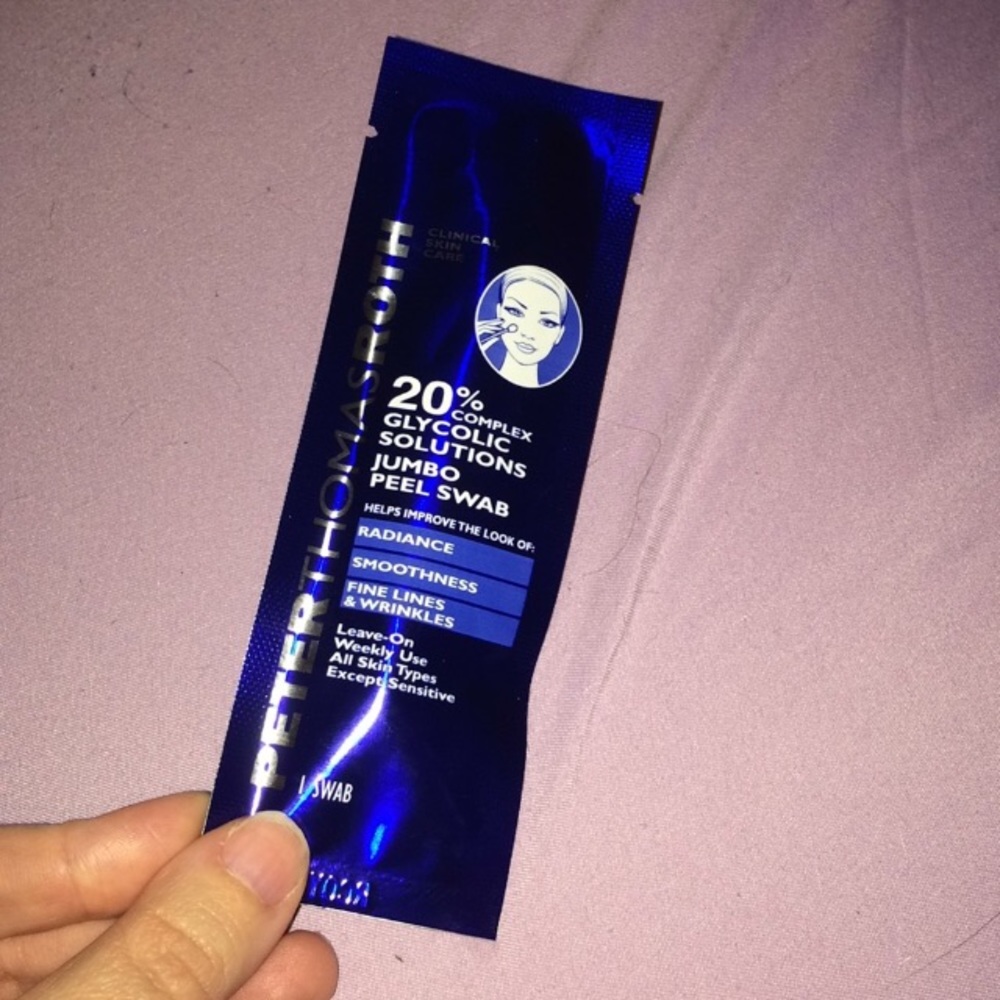 PETER THOMAS ROTH
CLINICAL
SKIN
CARE
20%
COMPLEX
GLYCOLIC
SOLUTIONS
JUMBO
PEEL SWAB
HELPS IMPROVE THE LOOK OF:
RADIANCE
SMOOTHNESS
FINE LINES
& WRINKLES
Leave-On
Weekly Use
All Skin Types
Except Sensitive
1 SWAB